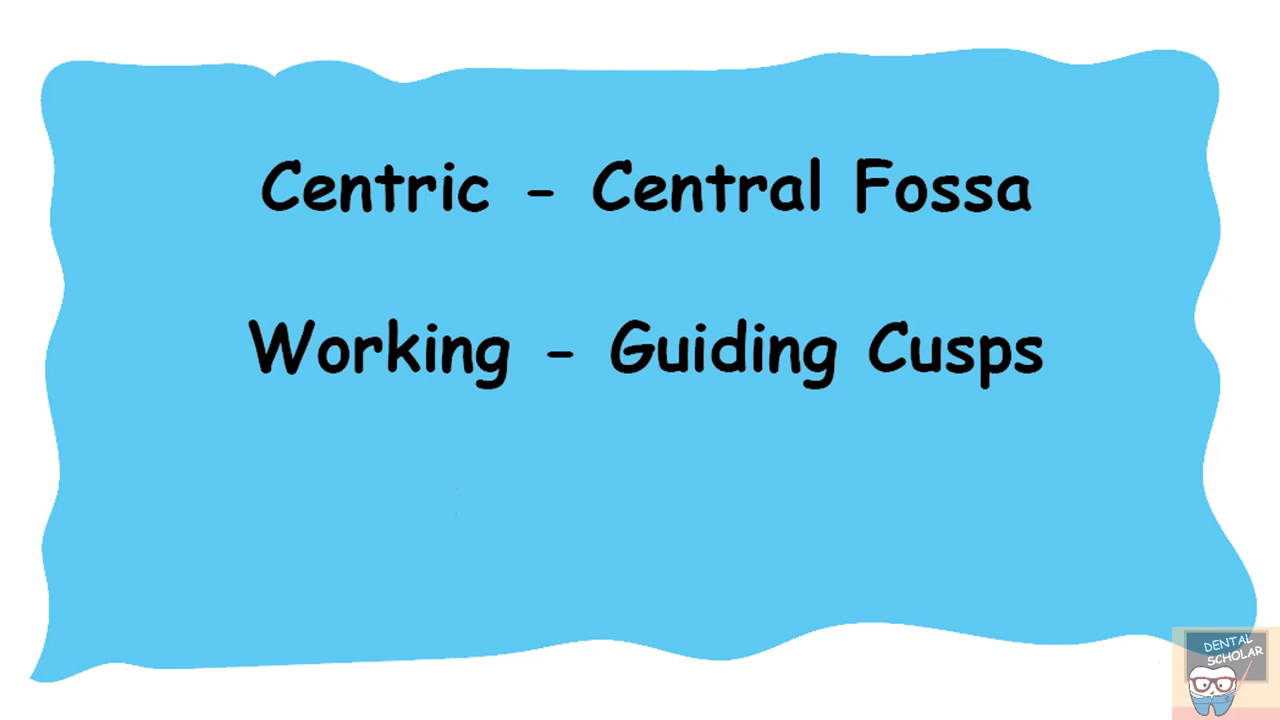 Centric - Central Fossa
Working - Guiding Cusps
DENTAL
SCHOLAR